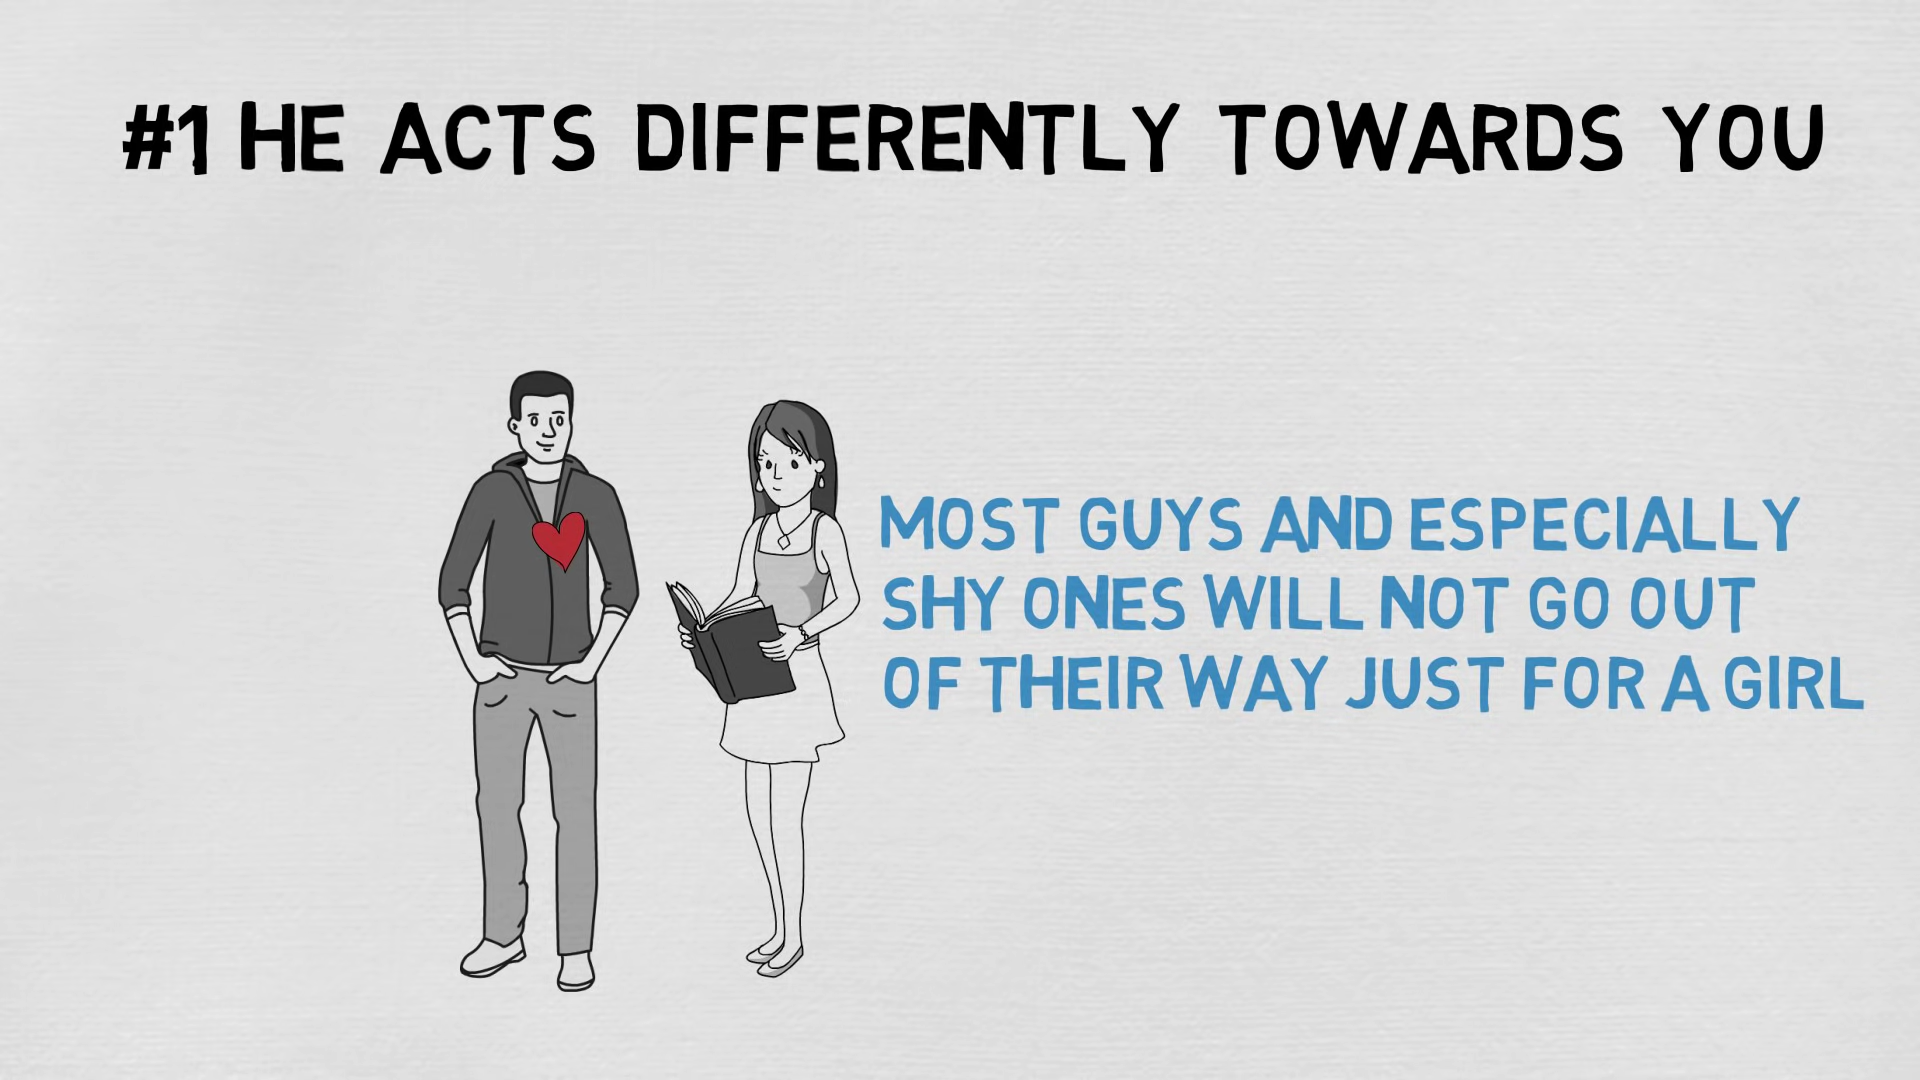 #1 HE ACTS DIFFERENTLY TOWARDS YOU
MOST GUYS AND ESPECIALLY
SHY ONES WILL NOT GO OUT
OF THEIR WAY JUST FOR A GIRL